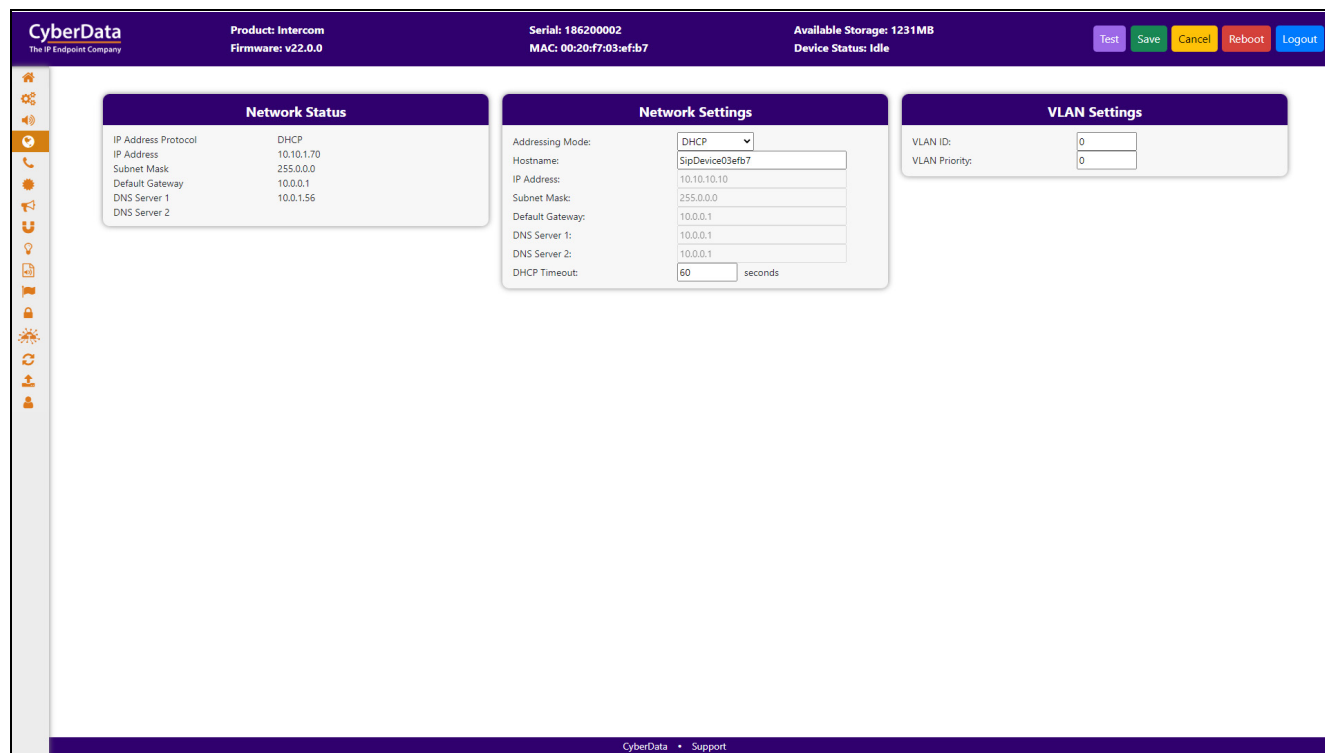 CyberData
The IP Endpoint Company
Product: Intercom
Firmware: v22.0.0
Serial: 186200002
MAC: 00:20:f7:03:ef:b7
Available Storage: 1231MB
Device Status: Idle
Test Save Cancel Reboot Logout
Network Status
IP Address Protocol DHCP
IP Address 10.10.1.70
Subnet Mask 255.0.0.0
Default Gateway 10.0.0.1
DNS Server 1 10.0.1.56
DNS Server 2
Network Settings
Addressing Mode: DHCP
Hostname: SipDevice03efb7
IP Address: 10.10.10.10
Subnet Mask: 255.0.0.0
Default Gateway: 10.0.0.1
DNS Server 1: 10.0.0.1
DNS Server 2: 10.0.0.1
DHCP Timeout: 60 seconds
VLAN Settings
VLAN ID: 0
VLAN Priority: 0
CyberData • Support